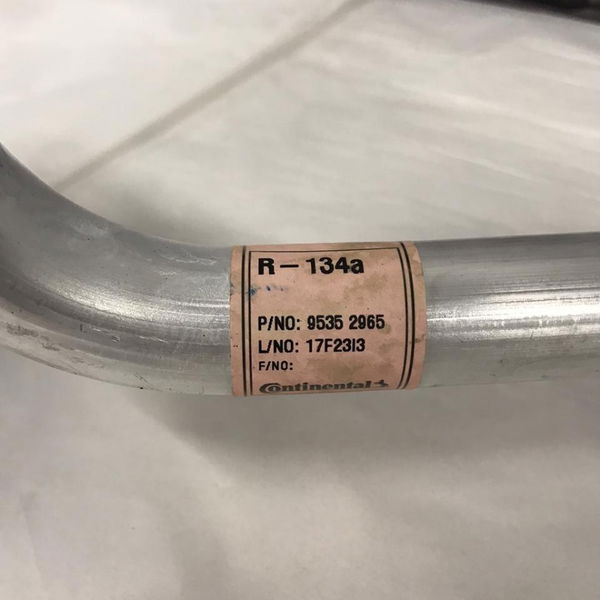 R-134a
P/NO: 9535 2965
L/NO: 17F23I3
F/NO:
Continental